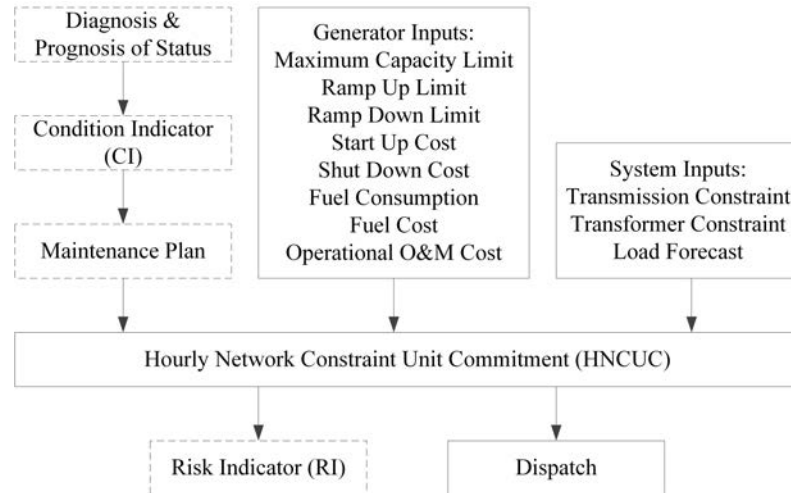 Diagnosis &
Prognosis of Status
Condition Indicator
(CI)
Maintenance Plan
Generator Inputs:
Maximum Capacity Limit
Ramp Up Limit
Ramp Down Limit
Start Up Cost
Shut Down Cost
Fuel Consumption
Fuel Cost
Operational O&M Cost
System Inputs:
Transmission Constraint
Transformer Constraint
Load Forecast
Hourly Network Constraint Unit Commitment (HNCUC)
Risk Indicator (RI)
Dispatch